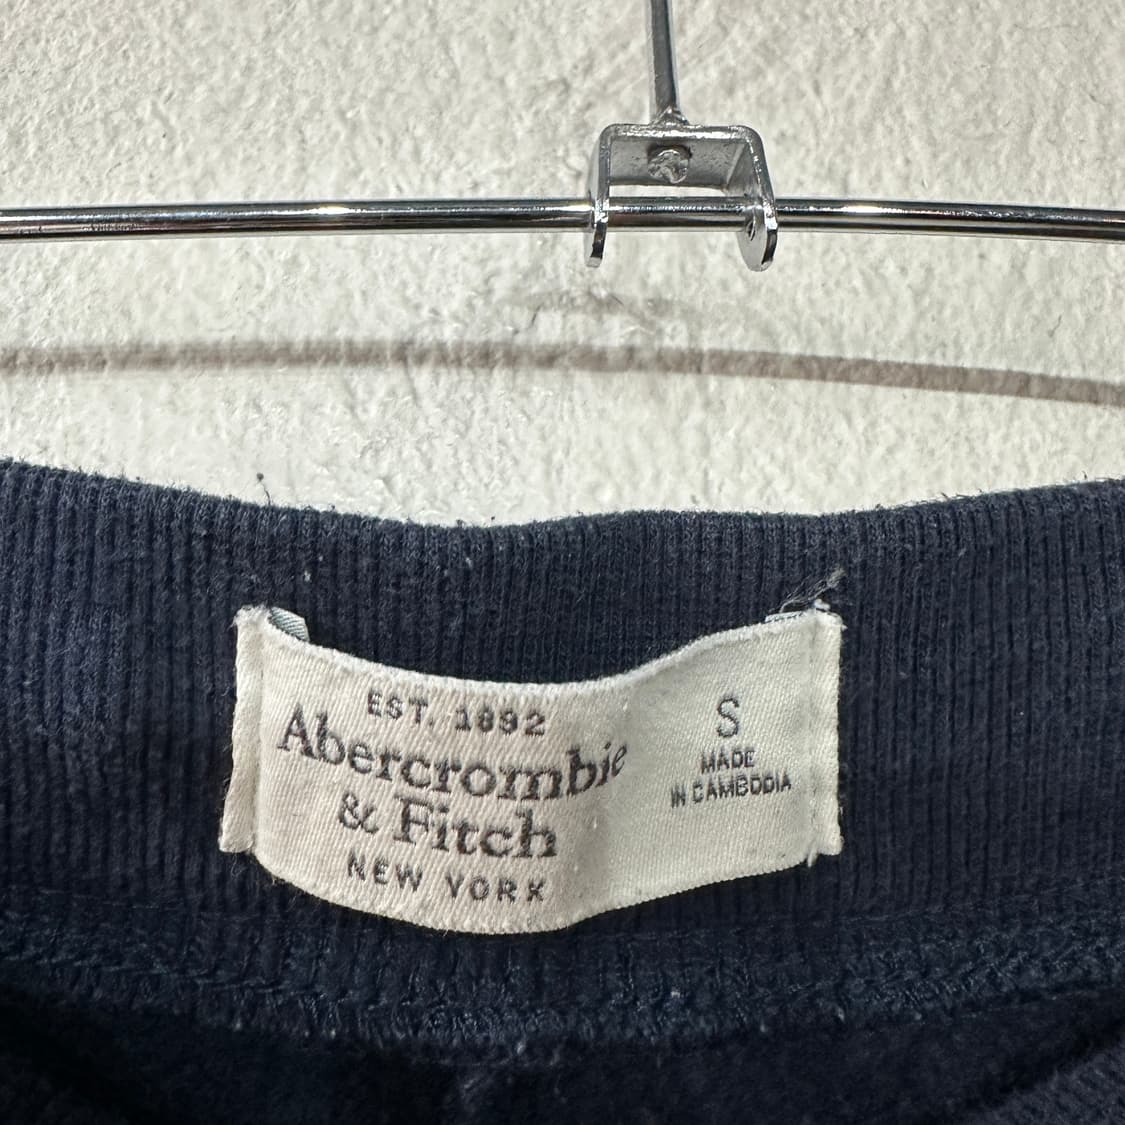 EST. 1892
Abercrombie
& Fitch
NEW YORK
S
MADE
IN CAMBODIA